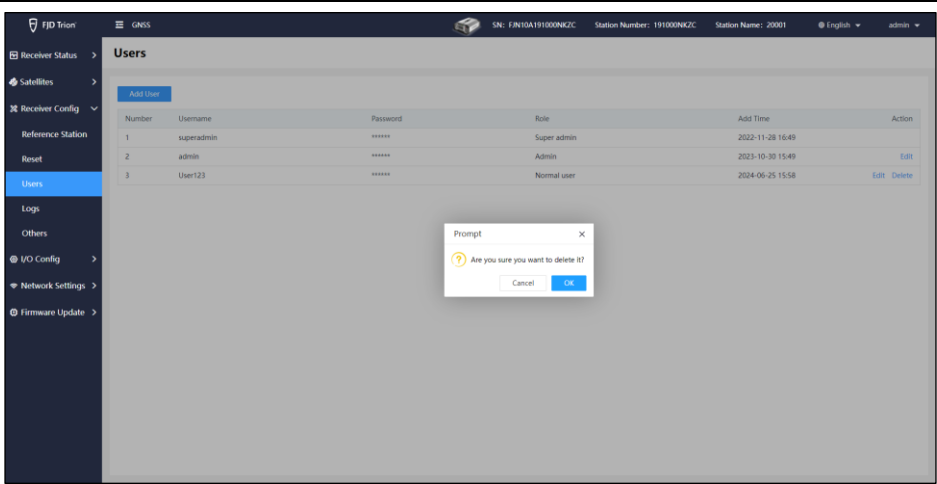 FJD Trion GNSS SN: FJN10A191000NKZC Station Number: 191000NKZC Station Name: 20001 English admin
Receiver Status
Users
Satellites
Add User
Receiver Config
Number Username Password Role Add Time Action
Reference Station
1 superadmin ****** Super admin 2022-11-28 16:49
Reset
2 admin ****** Admin 2023-10-30 15:49 Edit
3 User123 ****** Normal user 2024-06-25 15:58 Edit Delete
Users
Logs
Others
Prompt
Are you sure you want to delete it?
Cancel OK
I/O Config
Network Settings
Firmware Update